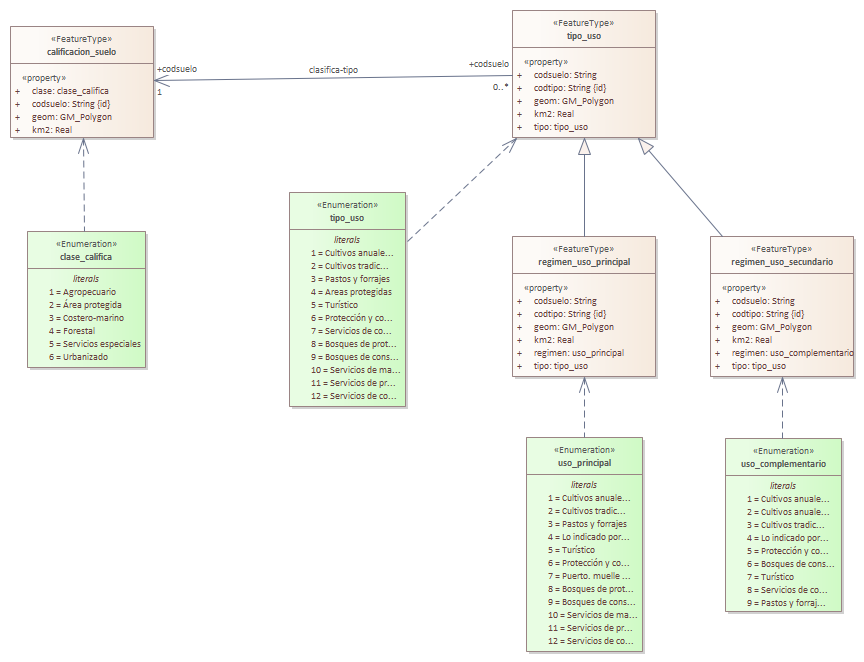 «FeatureType»
calificacion_suelo
«property»
+ clase: clase_califica
+ codsuelo: String {id}
+ geom: GM_Polygon
+ km2: Real
+codsuelo
1
clasifica-tipo
+codsuelo
0..*
«FeatureType»
tipo_uso
«property»
+ codsuelo: String
+ codtipo: String {id}
+ geom: GM_Polygon
+ km2: Real
+ tipo: tipo_uso
«Enumeration»
clase_califica
literals
1 = Agropecuario
2 = Área protegida
3 = Costero-marino
4 = Forestal
5 = Servicios especiales
6 = Urbanizado
«Enumeration»
tipo_uso
literals
1 = Cultivos anuale...
2 = Cultivos tradic...
3 = Pastos y forrajes
4 = Areas protegidas
5 = Turístico
6 = Protección y co...
7 = Servicios de co...
8 = Bosques de prot...
9 = Bosques de cons...
10 = Servicios de ma...
11 = Servicios de pr...
12 = Servicios de co...
«FeatureType»
regimen_uso_principal
«property»
+ codsuelo: String
+ codtipo: String {id}
+ geom: GM_Polygon
+ km2: Real
+ regimen: uso_principal
+ tipo: tipo_uso
«FeatureType»
regimen_uso_secundario
«property»
+ codsuelo: String
+ codtipo: String {id}
+ geom: GM_Polygon
+ km2: Real
+ regimen: uso_complementario
+ tipo: tipo_uso
«Enumeration»
uso_principal
literals
1 = Cultivos anuale...
2 = Cultivos tradic...
3 = Pastos y forrajes
4 = Lo indicado por...
5 = Turístico
6 = Protección y co...
7 = Puerto. muelle ...
8 = Bosques de prot...
9 = Bosques de cons...
10 = Servicios de ma...
11 = Servicios de pr...
12 = Servicios de co...
«Enumeration»
uso_complementario
literals
1 = Cultivos anuale...
2 = Cultivos anuale...
3 = Cultivos tradic...
4 = Lo indicado por...
5 = Protección y co...
6 = Bosques de cons...
7 = Turístico
8 = Servicios de co...
9 = Pastos y forraj...